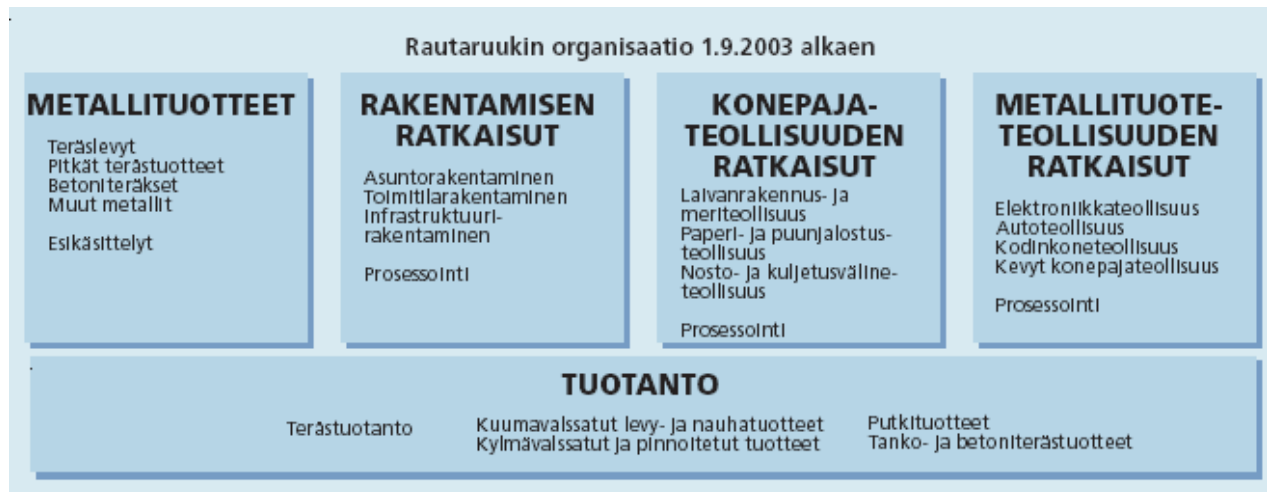 Rautaruukin organisaatio 1.9.2003 alkaen
METALLITUOTTEET
Teräslevyt
Pitkät terästuotteet
Betoniteräkset
Muut metallit
Esikäsittelyt
RAKENTAMISEN
RATKAISUT
Asuntorakentaminen
Toimitilarakentaminen
Infrastruktuuri-
rakentaminen
Prosessointi
KONEPAJA-
TEOLLISUUDEN
RATKAISUT
Laivanrakennus- ja
meriteollisuus
Paperi- ja puunjalostus-
teollisuus
Nosto- ja kuljetusväline-
teollisuus
Prosessointi
METALLITUOTE-
TEOLLISUUDEN
RATKAISUT
Elektroniikkateollisuus
Autoteollisuus
Kodinkoneteollisuus
Kevyt konepajateollisuus
Prosessointi
TUOTANTO
Terästuotanto
Kuumavalssatut levy- ja nauhatuotteet
Kylmävalssatut ja pinnoitetut tuotteet
Putkituotteet
Tanko- ja betoniterästuotteet